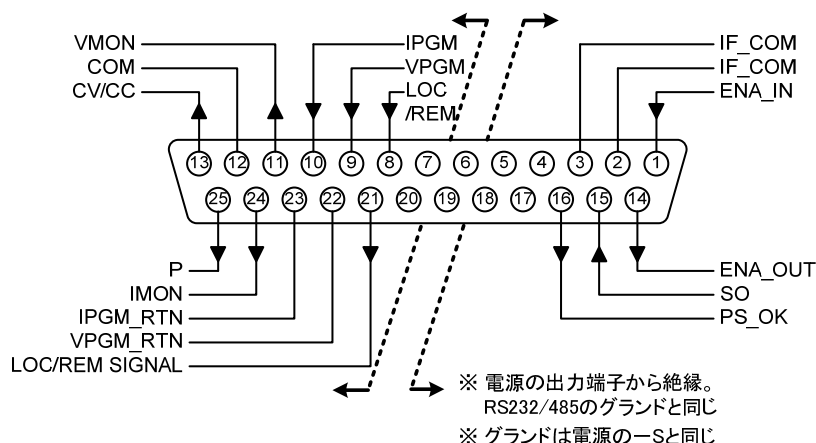 VMON
COM
CV/CC
IPGM
VPGM
LOC
/REM
IF_COM
IF_COM
ENA_IN
13 12 11 10 9 8 7 6 5 4 3 2 1
25 24 23 22 21 20 19 18 17 16 15 14
P
IMON
IPGM_RTN
VPGM_RTN
LOC/REM SIGNAL
ENA_OUT
SO
PS_OK
※ 電源の出力端子から絶縁。
RS232/485のグランドと同じ
※ グランドは電源の－Sと同じ